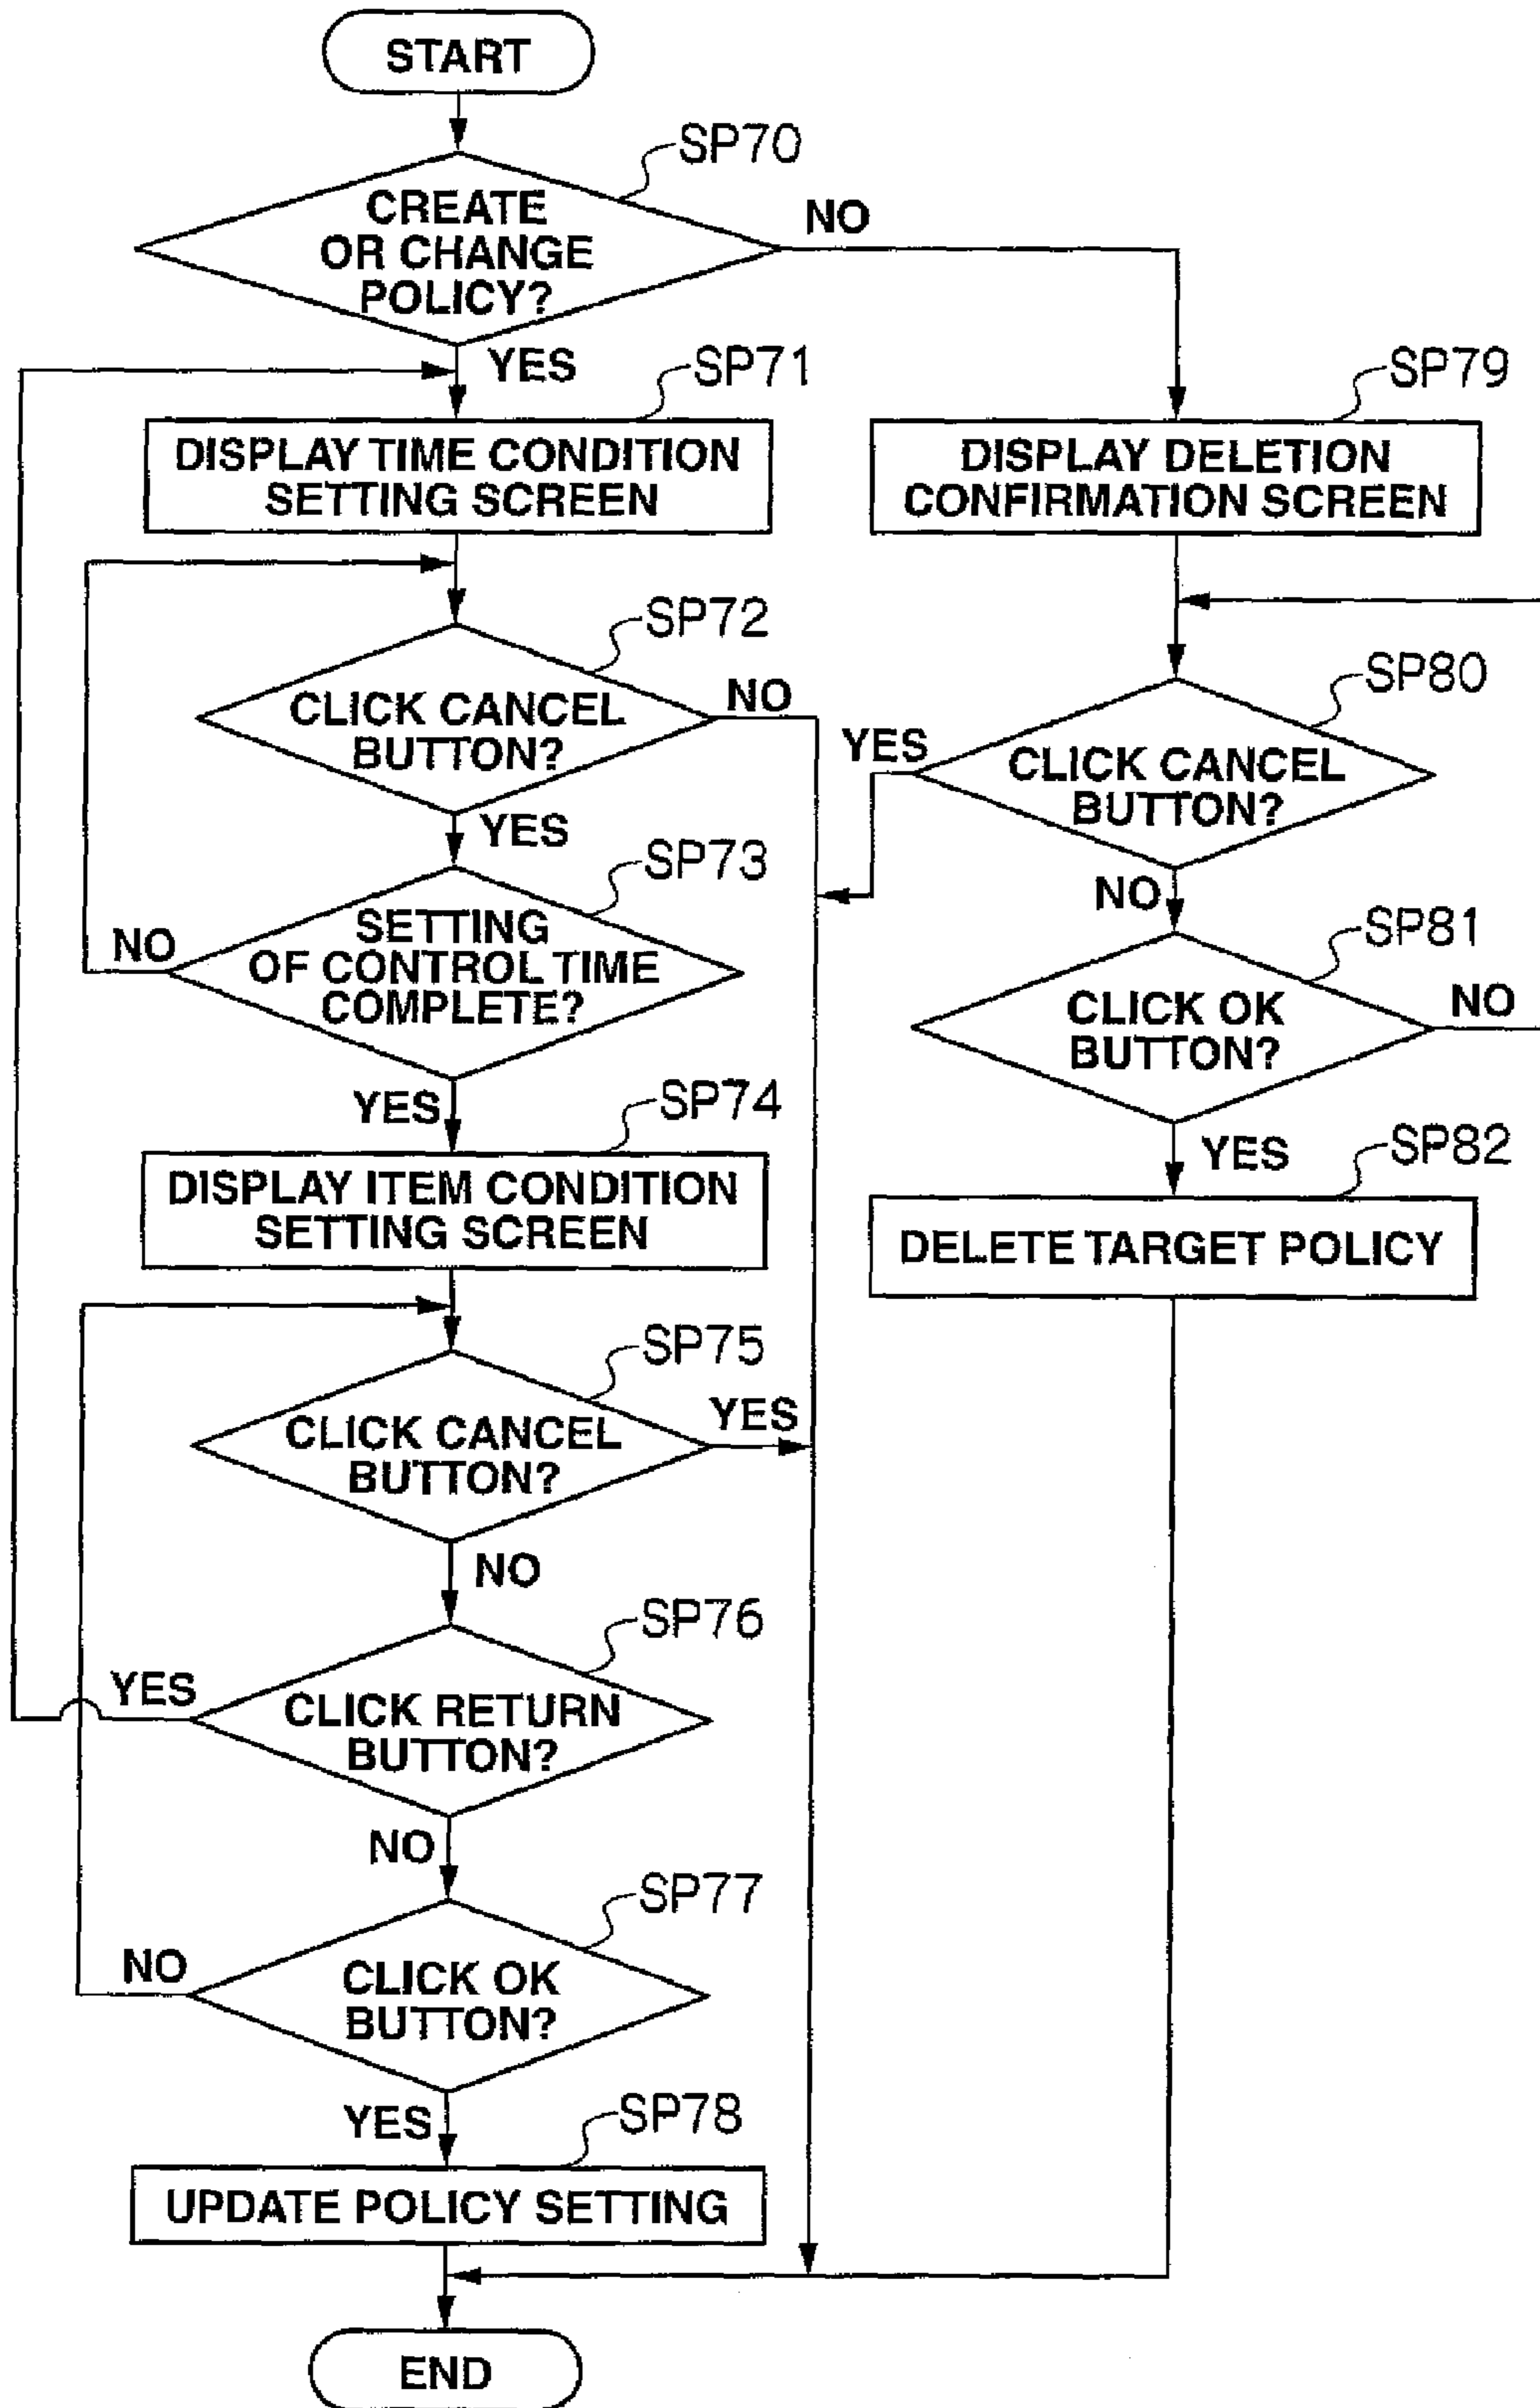 START
SP70
CREATE
OR CHANGE
POLICY?
NO
YES
SP71
DISPLAY TIME CONDITION
SETTING SCREEN
SP72
CLICK CANCEL
BUTTON?
NO
YES
SP73
SETTING
OF CONTROL TIME
COMPLETE?
NO
YES
SP74
DISPLAY ITEM CONDITION
SETTING SCREEN
SP75
CLICK CANCEL
BUTTON?
YES
NO
SP76
CLICK RETURN
BUTTON?
YES
NO
SP77
CLICK OK
BUTTON?
NO
YES
SP78
UPDATE POLICY SETTING
END
SP79
DISPLAY DELETION
CONFIRMATION SCREEN
SP80
CLICK CANCEL
BUTTON?
YES
NO
SP81
CLICK OK
BUTTON?
NO
YES
SP82
DELETE TARGET POLICY